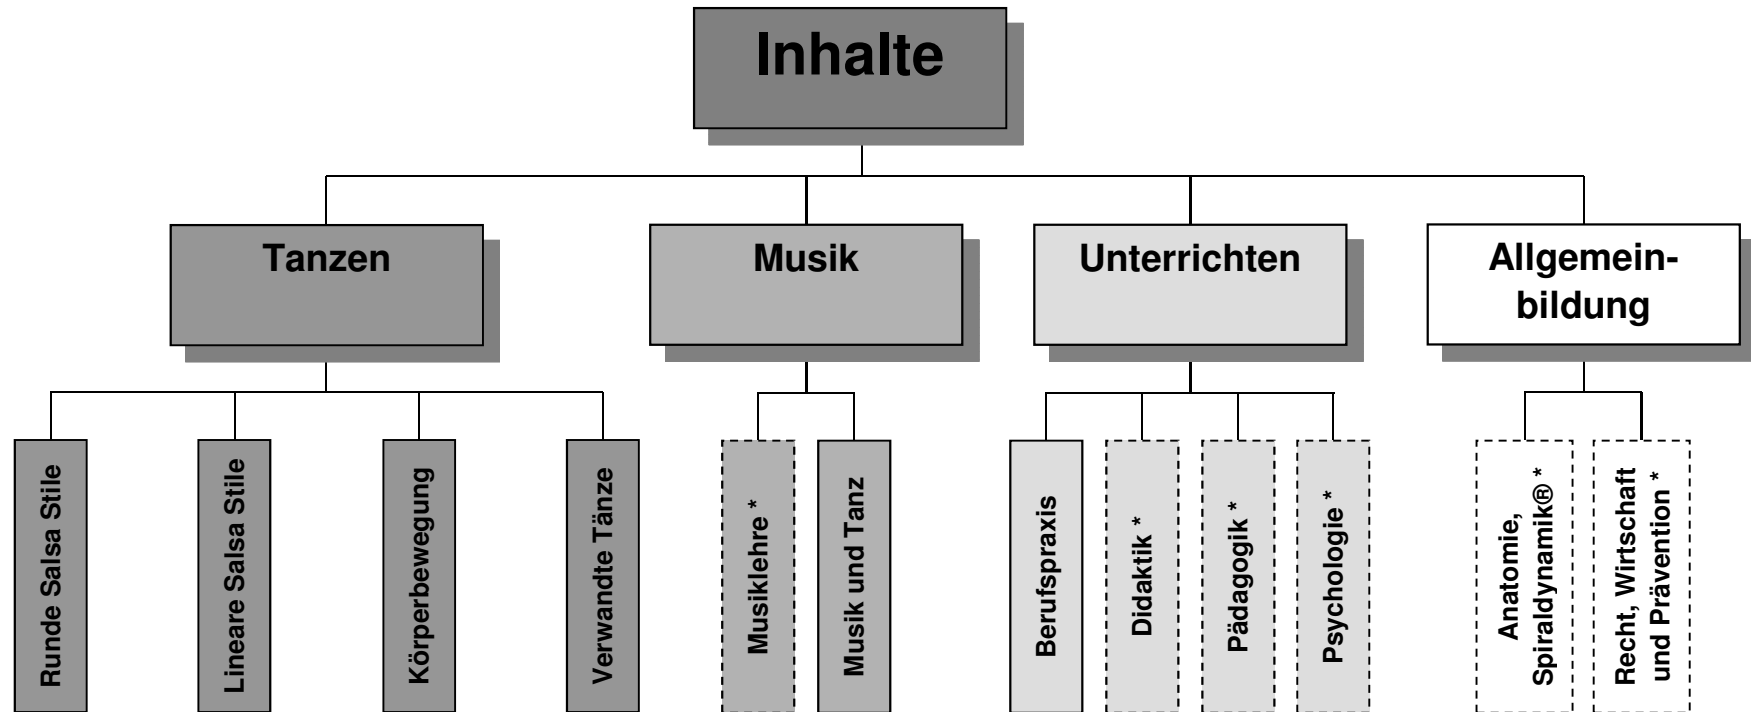 Inhalte
Tanzen
Musik
Unterrichten
Allgemein-
bildung
Runde Salsa Stile
Lineare Salsa Stile
Körperbewegung
Verwandte Tänze
Musiklehre *
Musik und Tanz
Berufspraxis
Didaktik *
Pädagogik *
Psychologie *
Anatomie,
Spiraldynamik® *
Recht, Wirtschaft
und Prävention *